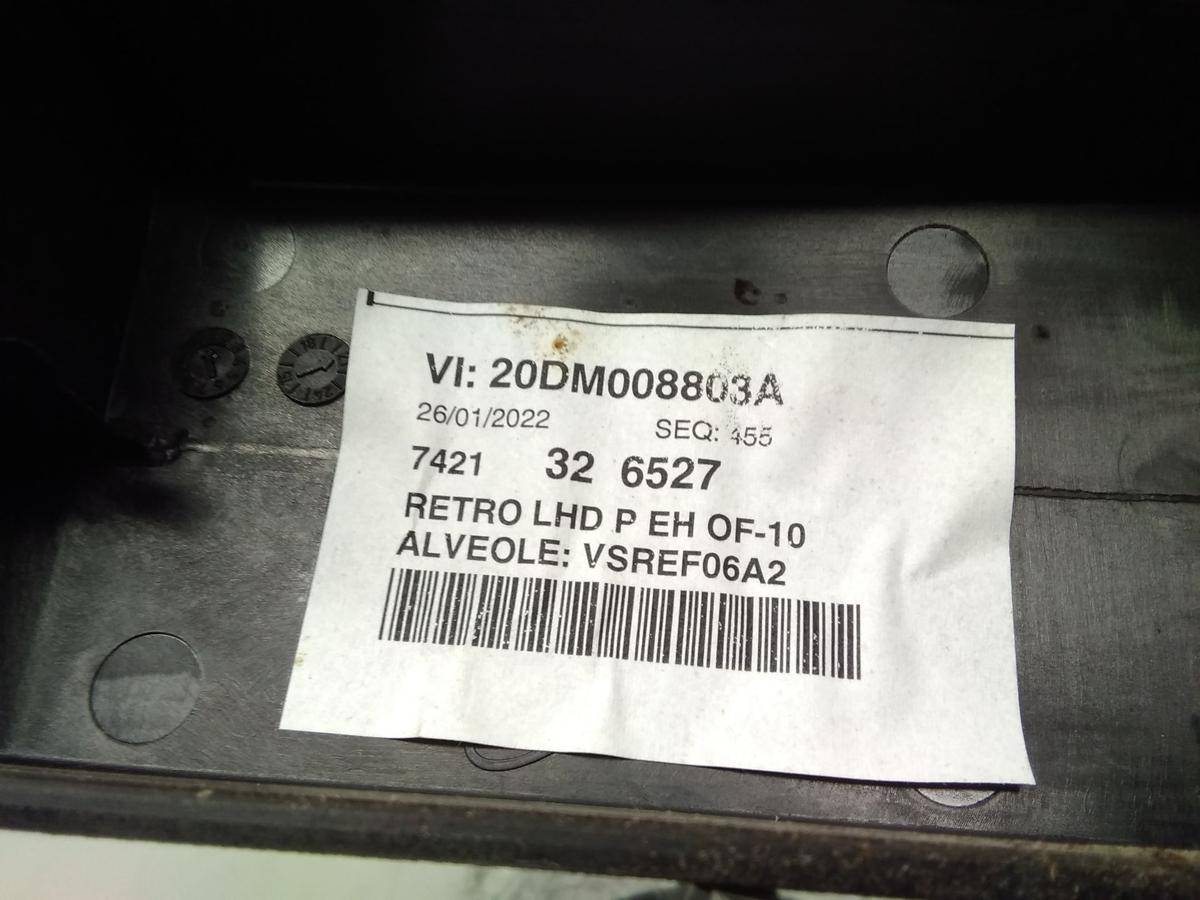 VI: 20DM008803A
26/01/2022 SEQ: 455
7421 32 6527
RETRO LHD P EH OF-10
ALVEOLE: VSREF06A2